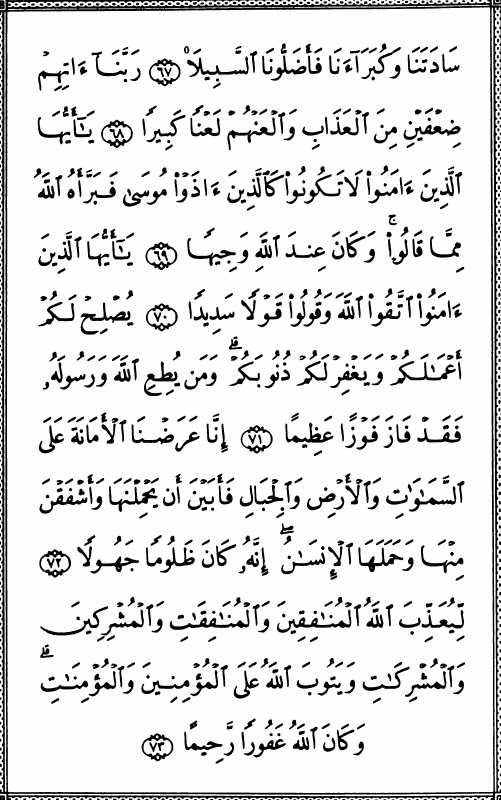 سَادَتَنَا وَكُبَرَآءَنَا فَأَضَلُّونَا ٱلسَّبِيلَا۠ ﴿٦٧﴾ رَبَّنَآ ءَاتِهِمْ
ضِعْفَيْنِ مِنَ ٱلْعَذَابِ وَٱلْعَنْهُمْ لَعْنًا كَبِيرًا ﴿٦٨﴾ يَـٰٓأَيُّهَا
ٱلَّذِينَ ءَامَنُوا۟ لَا تَكُونُوا۟ كَٱلَّذِينَ ءَاذَوْا۟ مُوسَىٰ فَبَرَّأَهُ ٱللَّهُ
مِمَّا قَالُوا۟ ۚ وَكَانَ عِندَ ٱللَّهِ وَجِيهًا ﴿٦٩﴾ يَـٰٓأَيُّهَا ٱلَّذِينَ
ءَامَنُوا۟ ٱتَّقُوا۟ ٱللَّهَ وَقُولُوا۟ قَوْلًا سَدِيدًا ﴿٧٠﴾ يُصْلِحْ لَكُمْ
أَعْمَـٰلَكُمْ وَيَغْفِرْ لَكُمْ ذُنُوبَكُمْ ۗ وَمَن يُطِعِ ٱللَّهَ وَرَسُولَهُۥ
فَقَدْ فَازَ فَوْزًا عَظِيمًا ﴿٧١﴾ إِنَّا عَرَضْنَا ٱلْأَمَانَةَ عَلَى
ٱلسَّمَـٰوَٰتِ وَٱلْأَرْضِ وَٱلْجِبَالِ فَأَبَيْنَ أَن يَحْمِلْنَهَا وَأَشْفَقْنَ
مِنْهَا وَحَمَلَهَا ٱلْإِنسَـٰنُ ۖ إِنَّهُۥ كَانَ ظَلُومًا جَهُولًا ﴿٧٢﴾
لِّيُعَذِّبَ ٱللَّهُ ٱلْمُنَـٰفِقِينَ وَٱلْمُنَـٰفِقَـٰتِ وَٱلْمُشْرِكِينَ
وَٱلْمُشْرِكَـٰتِ وَيَتُوبَ ٱللَّهُ عَلَى ٱلْمُؤْمِنِينَ وَٱلْمُؤْمِنَـٰتِ ۗ
وَكَانَ ٱللَّهُ غَفُورًا رَّحِيمًا ﴿٧٣﴾